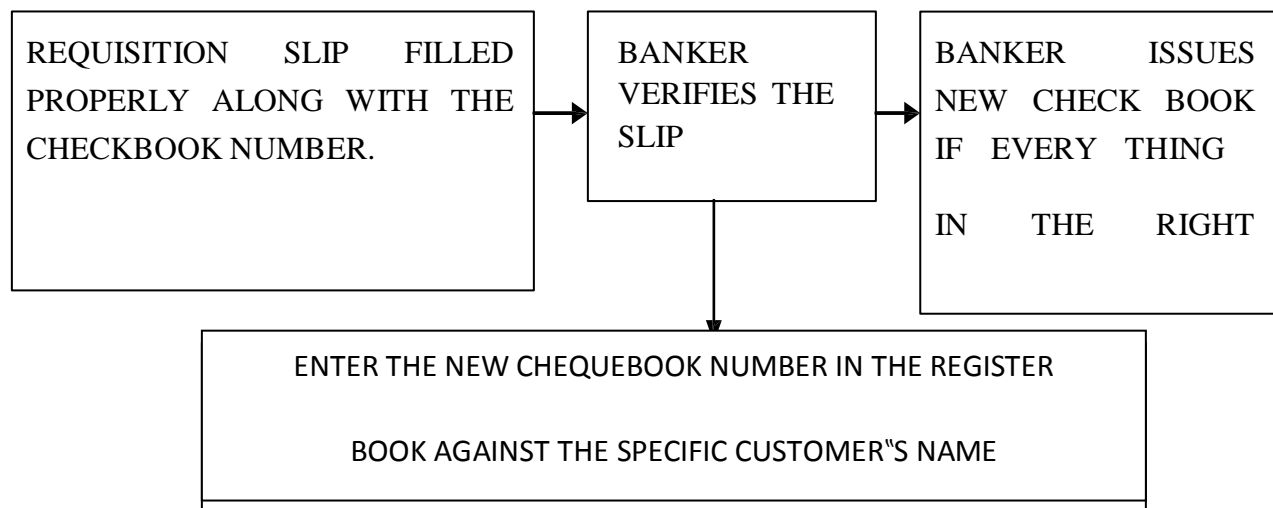 REQUISITION SLIP FILLED
PROPERLY ALONG WITH THE
CHECKBOOK NUMBER.
BANKER
VERIFIES THE
SLIP
BANKER ISSUES
NEW CHECK BOOK
IF EVERY THING
IN THE RIGHT
ENTER THE NEW CHEQUEBOOK NUMBER IN THE REGISTER
BOOK AGAINST THE SPECIFIC CUSTOMER‟S NAME